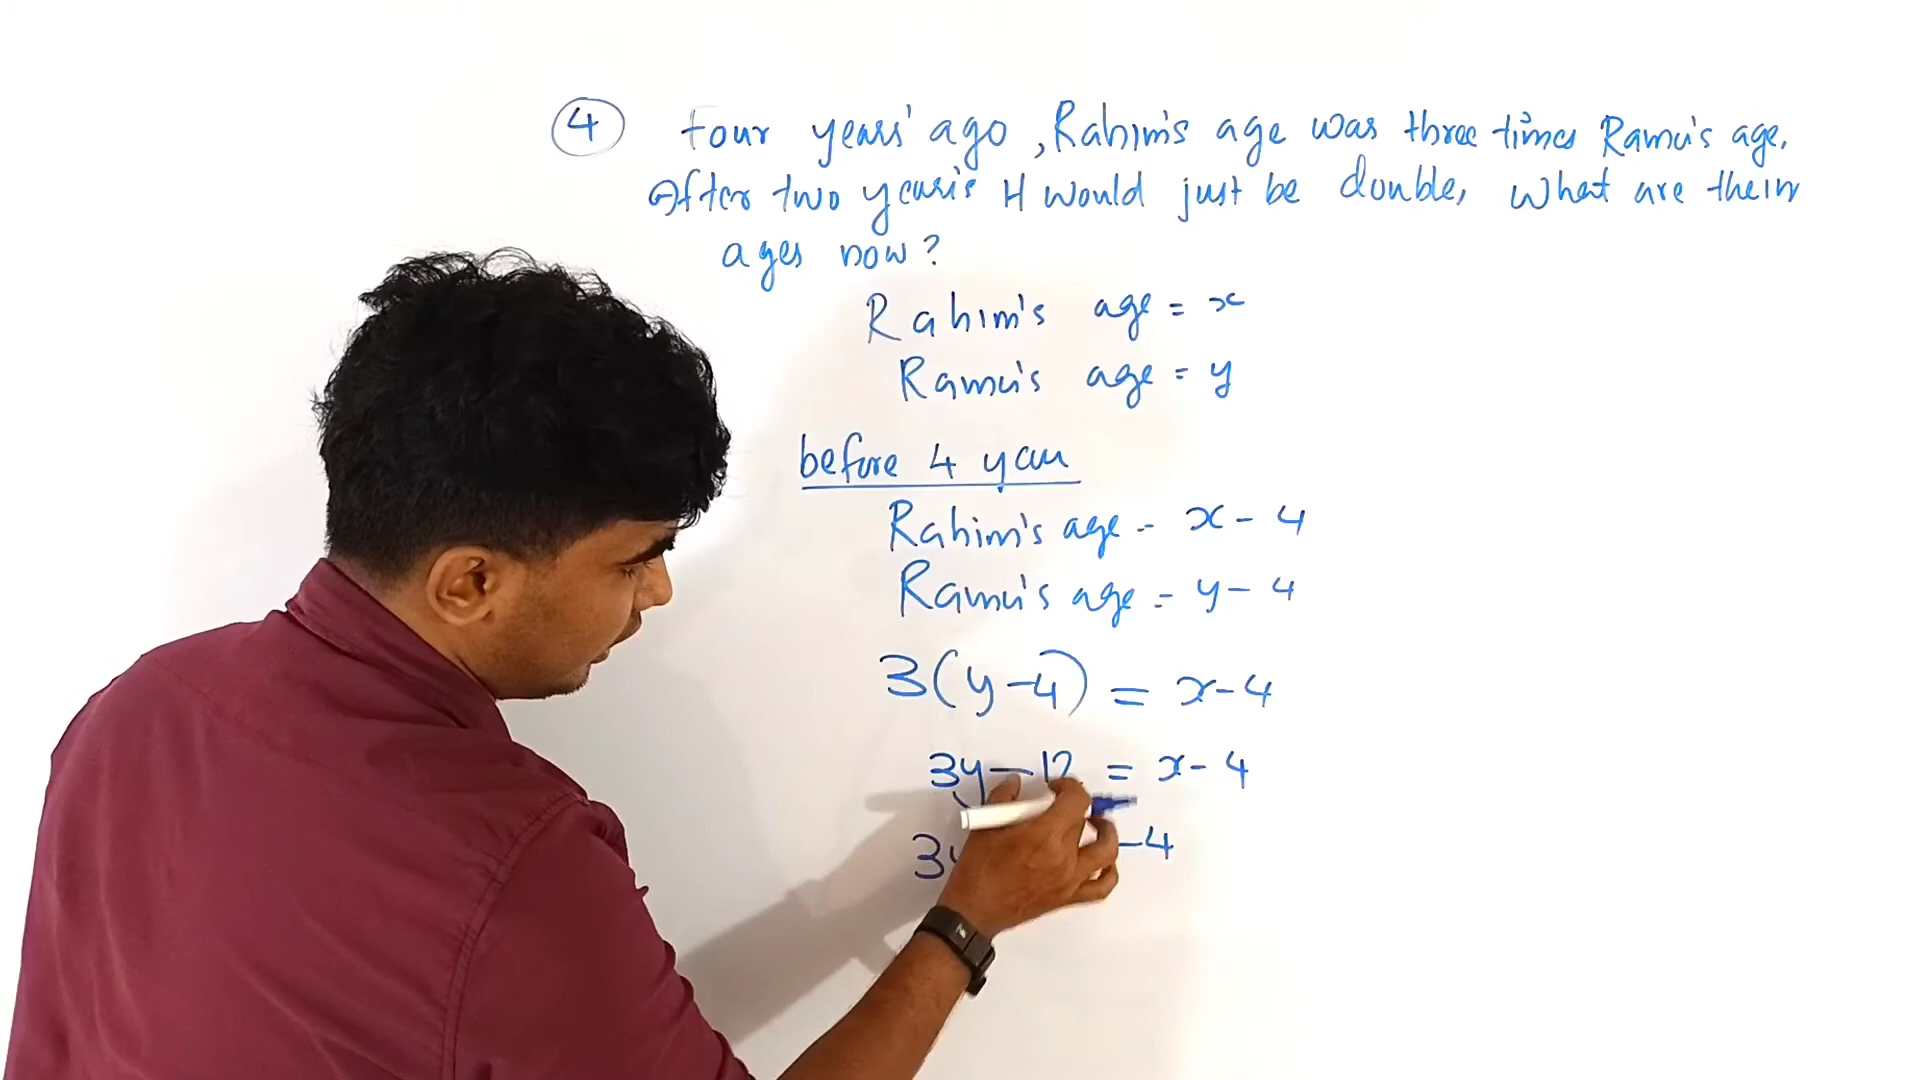 4 four years' ago, Rahim's age was three times Ramu's age.
After two year's it would just be double, what are their
ages now?
Rahim's age = x
Ramu's age = y
before 4 year
Rahim's age = x - 4
Ramu's age = y - 4
3(y-4) = x-4
3y-12 = x-4
3y -4